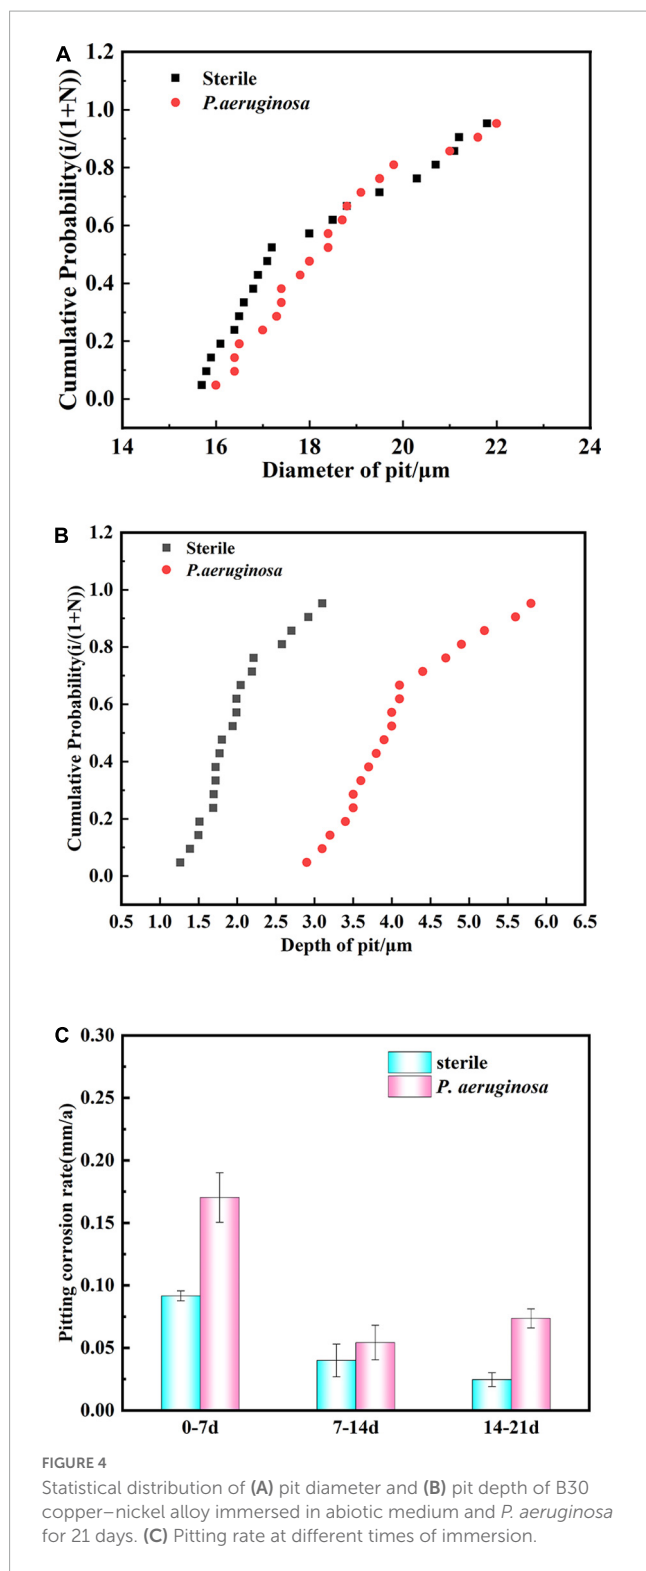 A
1.2
1.0
0.8
0.6
0.4
0.2
0.0
Cumulative Probability(i/(1+N))
Sterile
P.aeruginosa
14 16 18 20 22 24
Diameter of pit/μm
B
1.2
1.0
0.8
0.6
0.4
0.2
0.0
Cumulative Probability(i/(1+N))
Sterile
P.aeruginosa
0.5 1.0 1.5 2.0 2.5 3.0 3.5 4.0 4.5 5.0 5.5 6.0 6.5
Depth of pit/μm
C
0.30
0.25
0.20
0.15
0.10
0.05
0.00
Pitting corrosion rate(mm/a)
sterile
P. aeruginosa
0-7d 7-14d 14-21d
FIGURE 4
Statistical distribution of (A) pit diameter and (B) pit depth of B30
copper–nickel alloy immersed in abiotic medium and P. aeruginosa
for 21 days. (C) Pitting rate at different times of immersion.